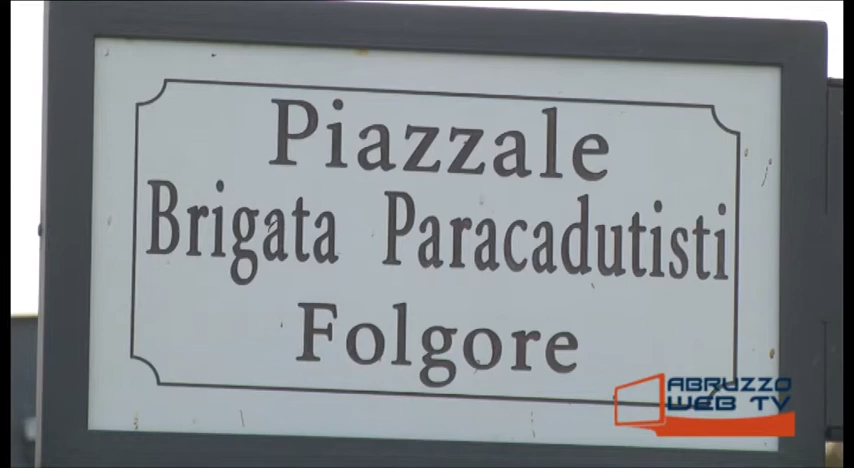 Piazzale
Brigata Paracadutisti
Folgore
ABRUZZO
WEB TV